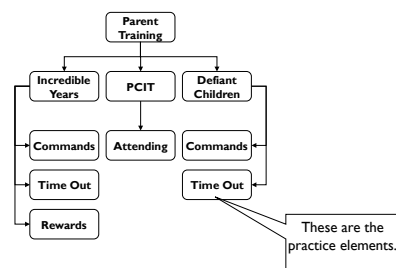 Parent
Training
Incredible
Years
PCIT
Defiant
Children
Commands
Attending
Commands
Time Out
Time Out
Rewards
These are the
practice elements.